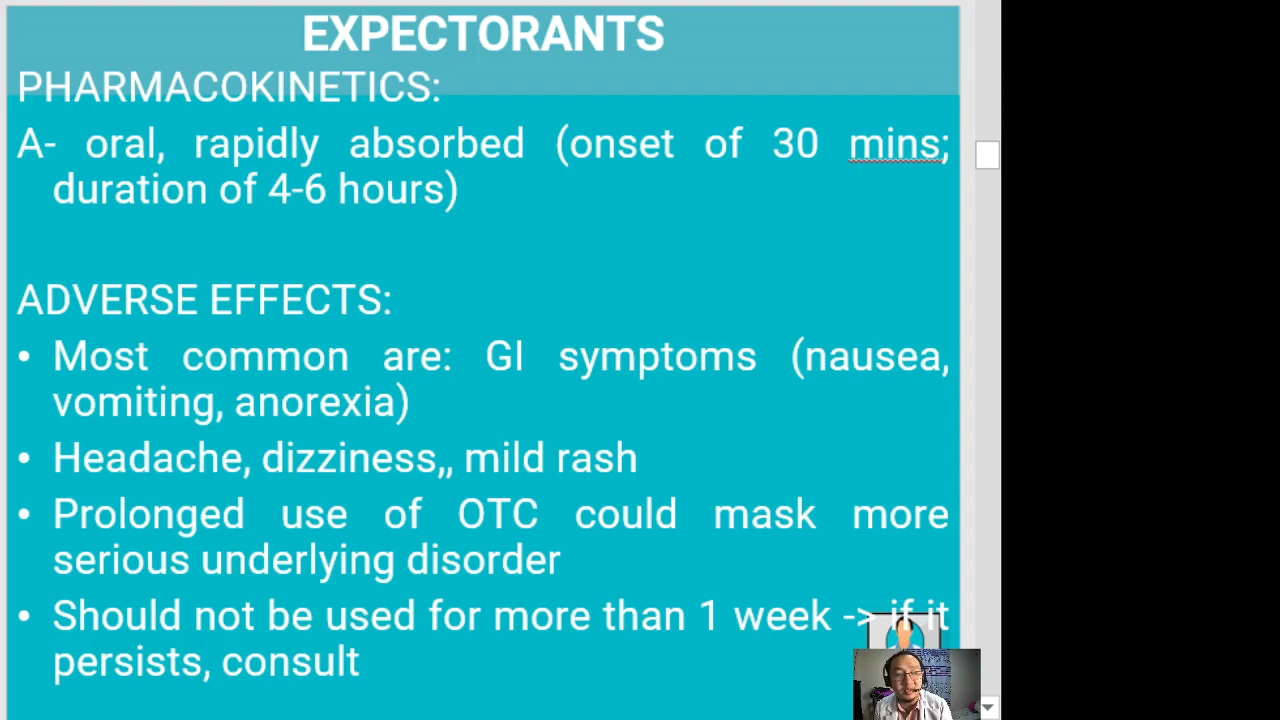 EXPECTORANTS
PHARMACOKINETICS:
A- oral, rapidly absorbed (onset of 30 mins;
duration of 4-6 hours)
ADVERSE EFFECTS:
• Most common are: GI symptoms (nausea,
vomiting, anorexia)
• Headache, dizziness,, mild rash
• Prolonged use of OTC could mask more
serious underlying disorder
• Should not be used for more than 1 week -> if it
persists, consult